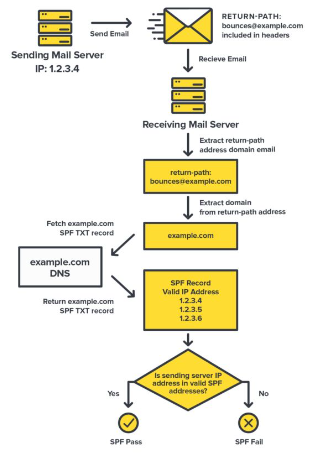 RETURN-PATH:
bounces@example.com
included in headers
Send Email
Sending Mail Server
IP: 1.2.3.4
Recieve Email
Receiving Mail Server
Extract return-path
address domain email
return-path:
bounces@example.com
Extract domain
from return-path address
Fetch example.com
SPF TXT record
example.com
example.com
DNS
SPF Record
Valid IP Address
1.2.3.4
1.2.3.5
1.2.3.6
Return example.com
SPF TXT record
Is sending server IP
address in valid SPF
addresses?
Yes
No
SPF Pass
SPF Fail